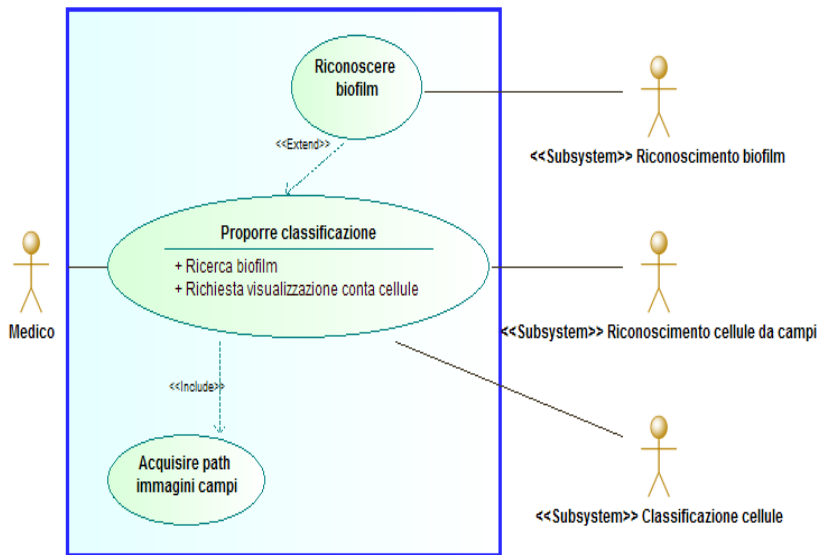 Riconoscere
biofilm
<<Extend>>
<<Subsystem>> Riconoscimento biofilm
Proporre classificazione
+ Ricerca biofilm
+ Richiesta visualizzazione conta cellule
Medico
<<Subsystem>> Riconoscimento cellule da campi
<<Include>>
Acquisire path
immagini campi
<<Subsystem>> Classificazione cellule